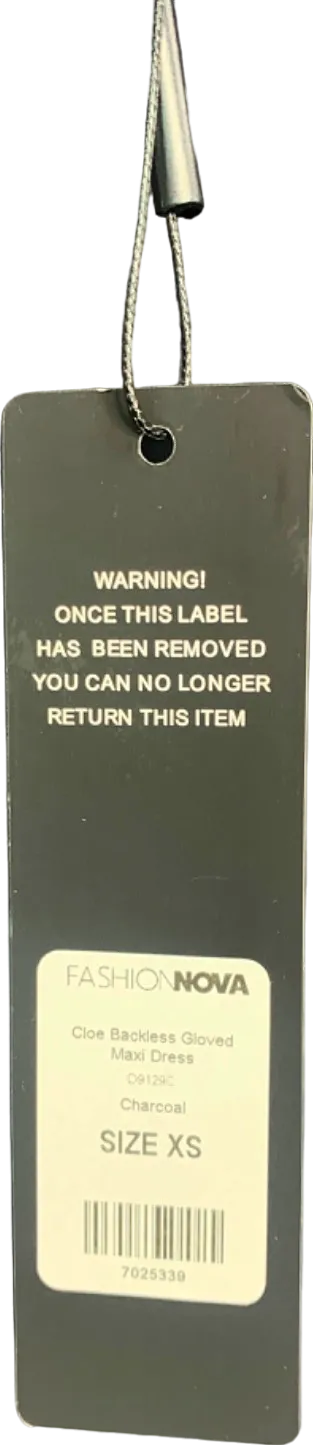 WARNING!
ONCE THIS LABEL
HAS BEEN REMOVED
YOU CAN NO LONGER
RETURN THIS ITEM
FASHIONNOVA
Cloe Backless Gloved
Maxi Dress
Charcoal
SIZE XS
7025339